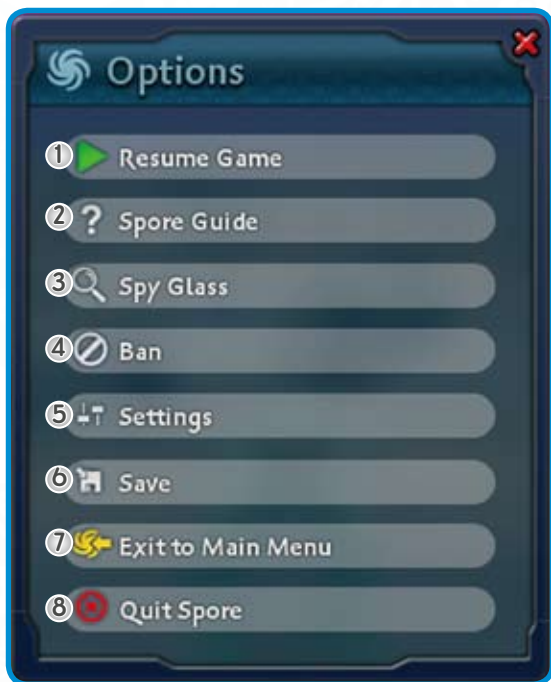 Options
1 Resume Game
2 ? Spore Guide
3 Spy Glass
4 Ban
5 Settings
6 Save
7 Exit to Main Menu
8 Quit Spore